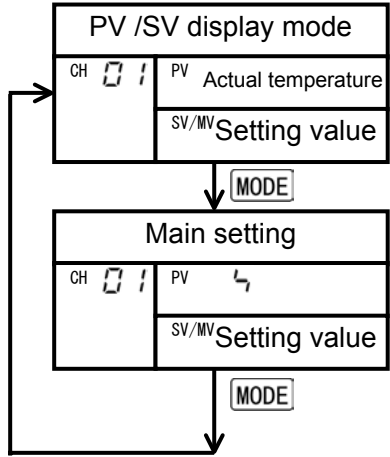 PV /SV display mode
CH 01 PV Actual temperature
SV/MV Setting value
MODE
Main setting
CH 01 PV
SV/MV Setting value
MODE